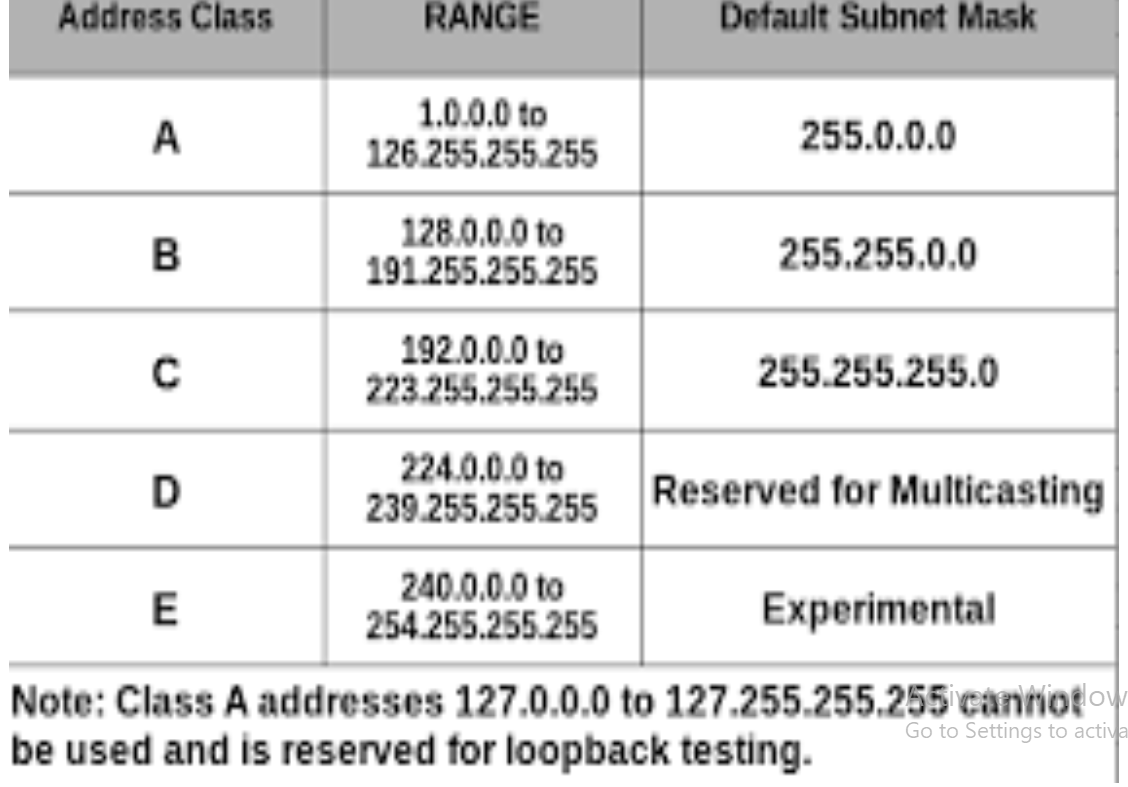 Address Class RANGE Default Subnet Mask
A 1.0.0.0 to 126.255.255.255 255.0.0.0
B 128.0.0.0 to 191.255.255.255 255.255.0.0
C 192.0.0.0 to 223.255.255.255 255.255.255.0
D 224.0.0.0 to 239.255.255.255 Reserved for Multicasting
E 240.0.0.0 to 254.255.255.255 Experimental
Note: Class A addresses 127.0.0.0 to 127.255.255.255 cannot
be used and is reserved for loopback testing.
Activate Window
Go to Settings to activa